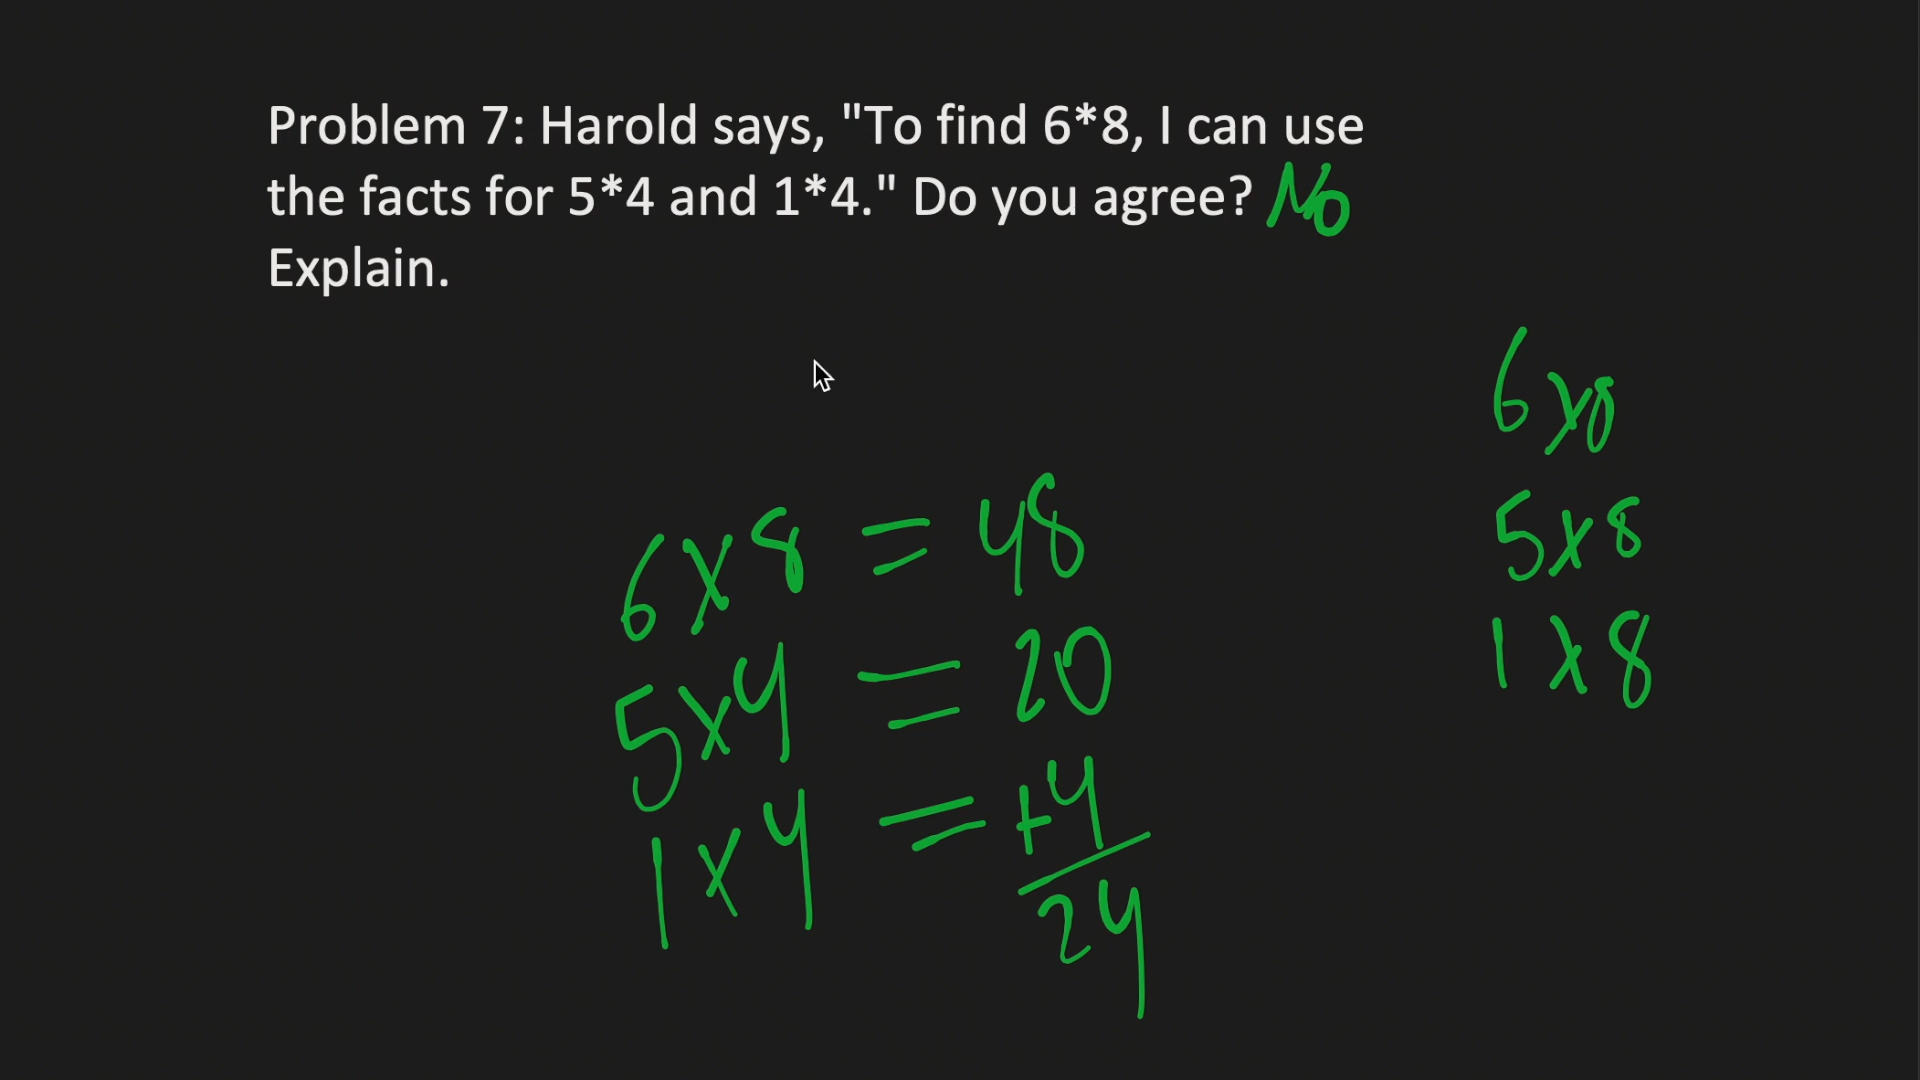 Problem 7: Harold says, "To find 6*8, I can use
the facts for 5*4 and 1*4." Do you agree? No
Explain.
6x8
6x8 = 48
5x8
5x4 = 20
1x8
1x4 = +4
24